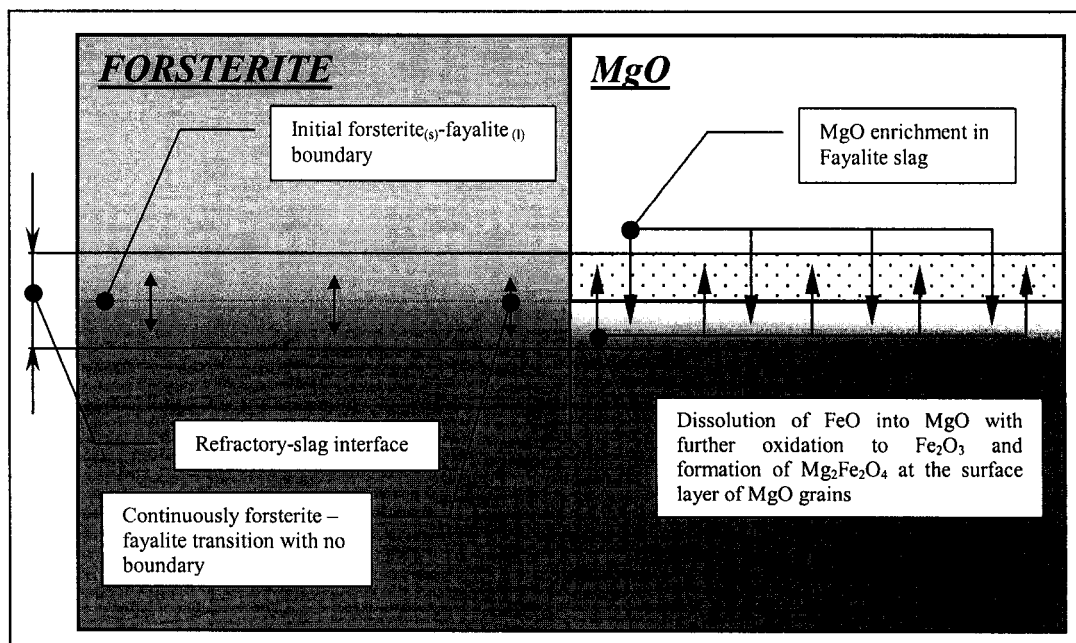 FORSTERITE
MgO
Initial forsterite(s)-fayalite (l)
boundary
MgO enrichment in
Fayalite slag
Refractory-slag interface
Continuously forsterite –
fayalite transition with no
boundary
Dissolution of FeO into MgO with
further oxidation to Fe₂O₃ and
formation of Mg₂Fe₂O₄ at the surface
layer of MgO grains